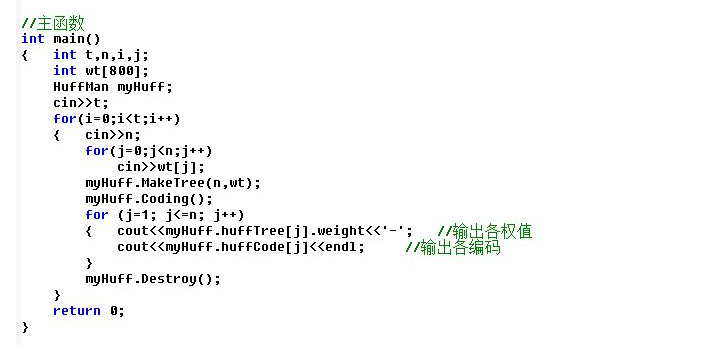 //主函数
int main()
{   int t,n,i,j;
    int wt[800];
    HuffMan myHuff;
    cin>>t;
    for(i=0;i<t;i++)
    {   cin>>n;
        for(j=0;j<n;j++)
            cin>>wt[j];
        myHuff.MakeTree(n,wt);
        myHuff.Coding();
        for (j=1; j<=n; j++)
        {   cout<<myHuff.huffTree[j].weight<<'-';   //输出各权值
            cout<<myHuff.huffCode[j]<<endl;     //输出各编码
        }
        myHuff.Destroy();
    }
    return 0;
}